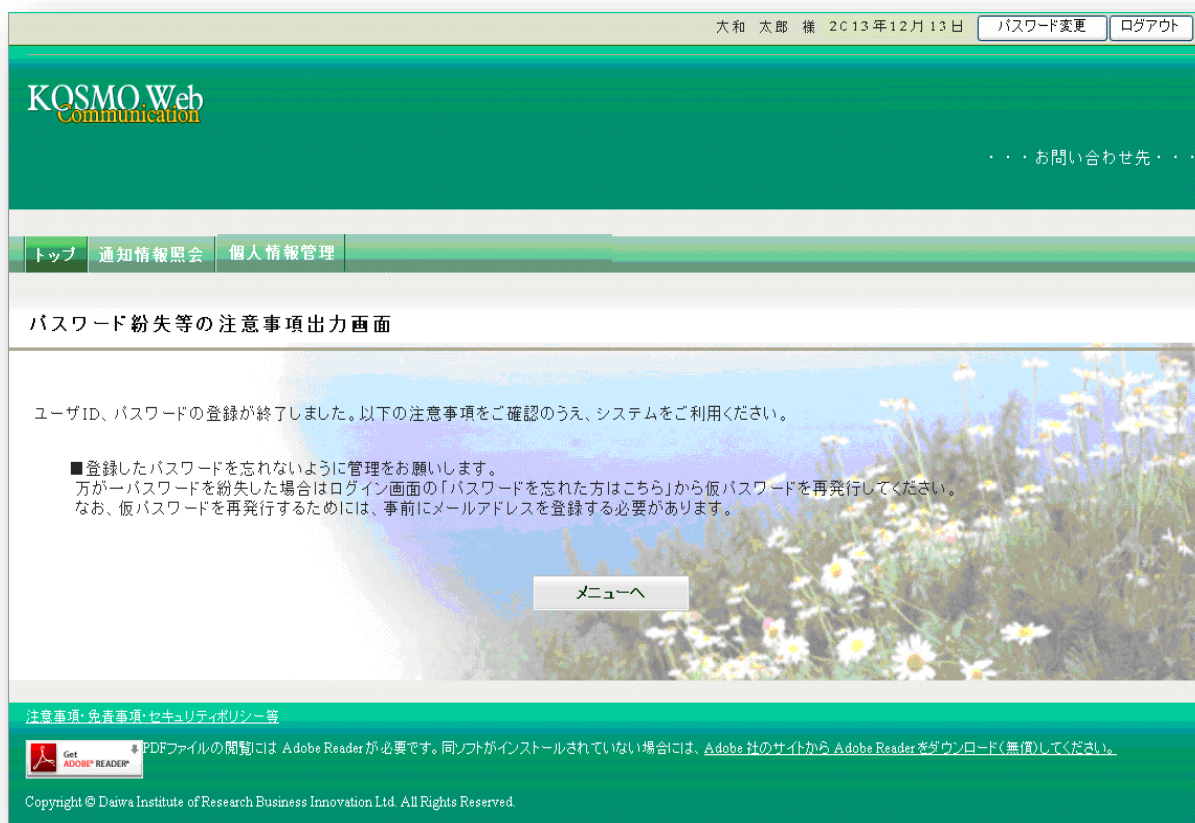 大和 太郎 様 2013年12月13日 パスワード変更 ログアウト
KOSMO Web
Communication
・・・お問い合わせ先・・・
トップ 通知情報照会 個人情報管理
パスワード紛失等の注意事項出力画面
ユーザID、パスワードの登録が終了しました。以下の注意事項をご確認のうえ、システムをご利用ください。
■登録したパスワードを忘れないように管理をお願いします。
万が一パスワードを紛失した場合はログイン画面の「パスワードを忘れた方はこちら」から仮パスワードを再発行してください。
なお、仮パスワードを再発行するためには、事前にメールアドレスを登録する必要があります。
メニューへ
注意事項・免責事項・セキュリティポリシー等
Get ADOBE® READER® PDFファイルの閲覧には Adobe Readerが必要です。同ソフトがインストールされていない場合には、Adobe 社のサイトから Adobe Readerをダウンロード(無償)してください。
Copyright © Daiwa Institute of Research Business Innovation Ltd. All Rights Reserved.